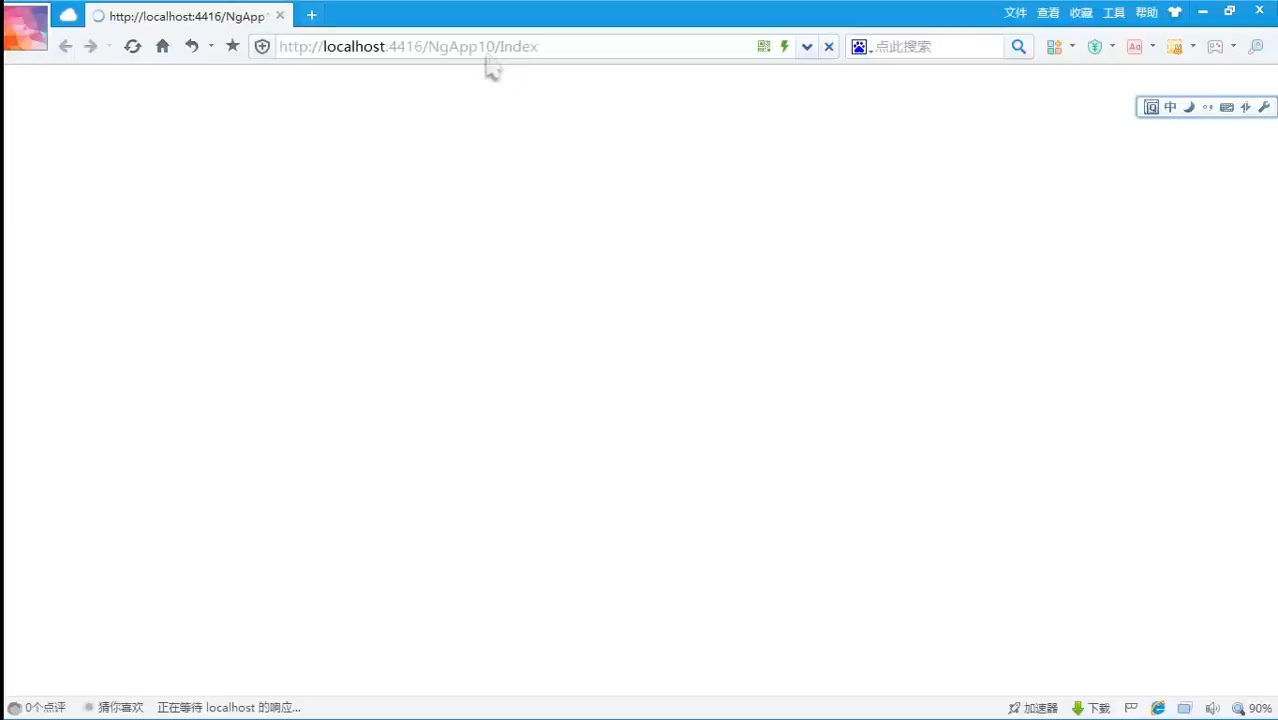 http://localhost:4416/NgApp
文件 查看 收藏 工具 帮助
http://localhost:4416/NgApp10/Index
点此搜索
中
0个点评 猜你喜欢 正在等待 localhost 的响应...
加速器 下载 90%